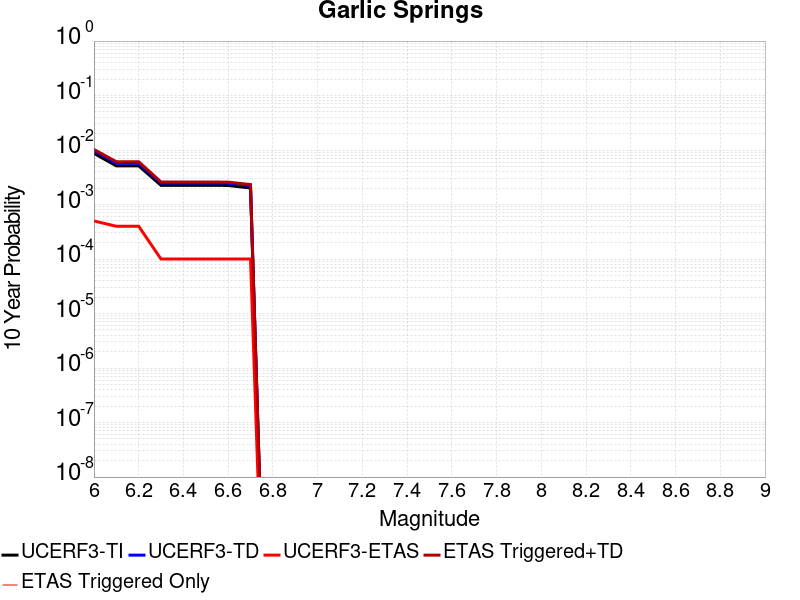 Garlic Springs
10^0
10^-1
10^-2
10^-3
10^-4
10^-5
10^-6
10^-7
10^-8
10 Year Probability
6 6.2 6.4 6.6 6.8 7 7.2 7.4 7.6 7.8 8 8.2 8.4 8.6 8.8 9
Magnitude
UCERF3-TI UCERF3-TD UCERF3-ETAS ETAS Triggered+TD
ETAS Triggered Only